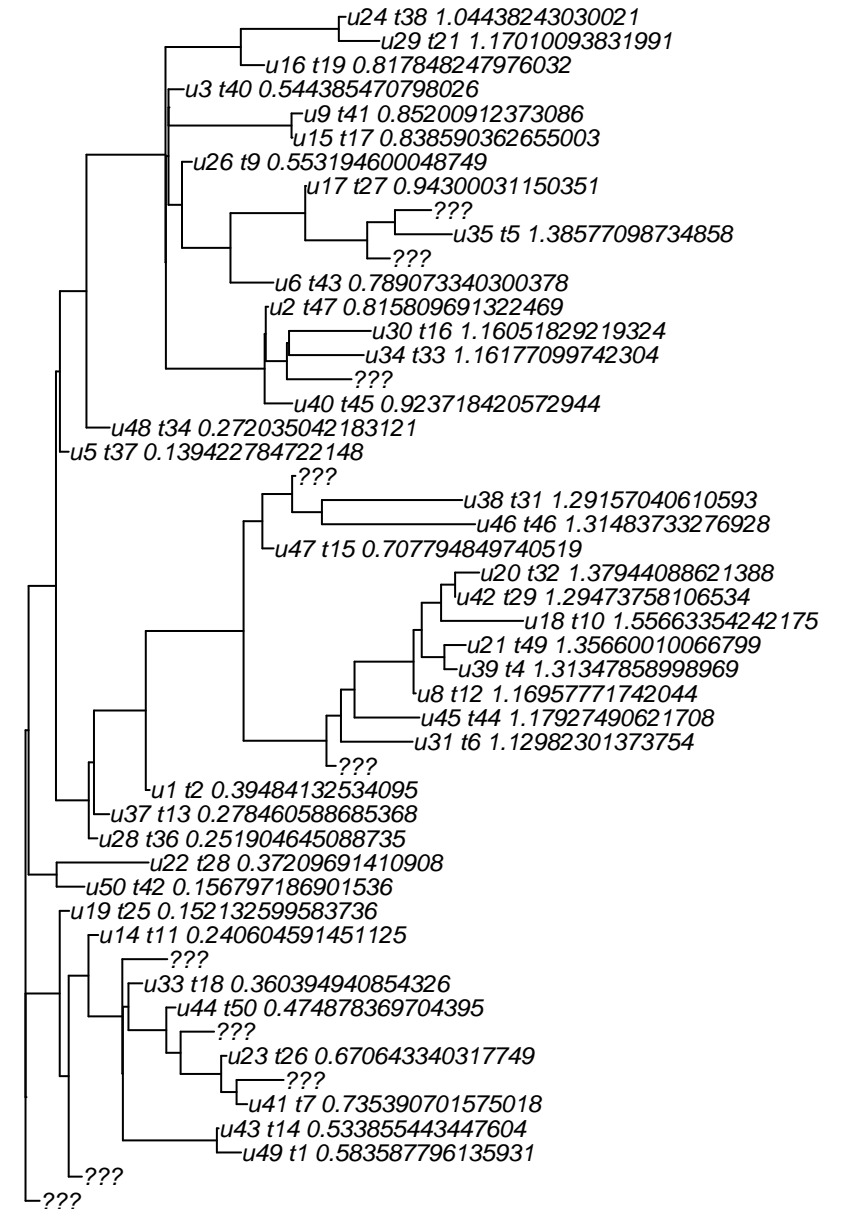 u24 t38 1.04438243030021
u29 t21 1.17010093831991
u16 t19 0.817848247976032
u3 t40 0.544385470798026
u9 t41 0.85200912373086
u15 t17 0.838590362655003
u26 t9 0.553194600048749
u17 t27 0.94300031150351
???
u35 t5 1.38577098734858
???
u6 t43 0.789073340300378
u2 t47 0.815809691322469
u30 t16 1.16051829219324
u34 t33 1.16177099742304
???
u40 t45 0.923718420572944
u48 t34 0.272035042183121
u5 t37 0.139422784722148
???
u38 t31 1.29157040610593
u46 t46 1.31483733276928
u47 t15 0.707794849740519
u20 t32 1.37944088621388
u42 t29 1.29473758106534
u18 t10 1.55663354242175
u21 t49 1.35660010066799
u39 t4 1.31347858998969
u8 t12 1.16957771742044
u45 t44 1.17927490621708
u31 t6 1.12982301373754
???
u1 t2 0.39484132534095
u37 t13 0.278460588685368
u28 t36 0.251904645088735
u22 t28 0.37209691410908
u50 t42 0.156797186901536
u19 t25 0.152132599583736
u14 t11 0.240604591451125
???
u33 t18 0.360394940854326
u44 t50 0.474878369704395
???
u23 t26 0.670643340317749
???
u41 t7 0.735390701575018
u43 t14 0.533855443447604
u49 t1 0.583587796135931
???
???